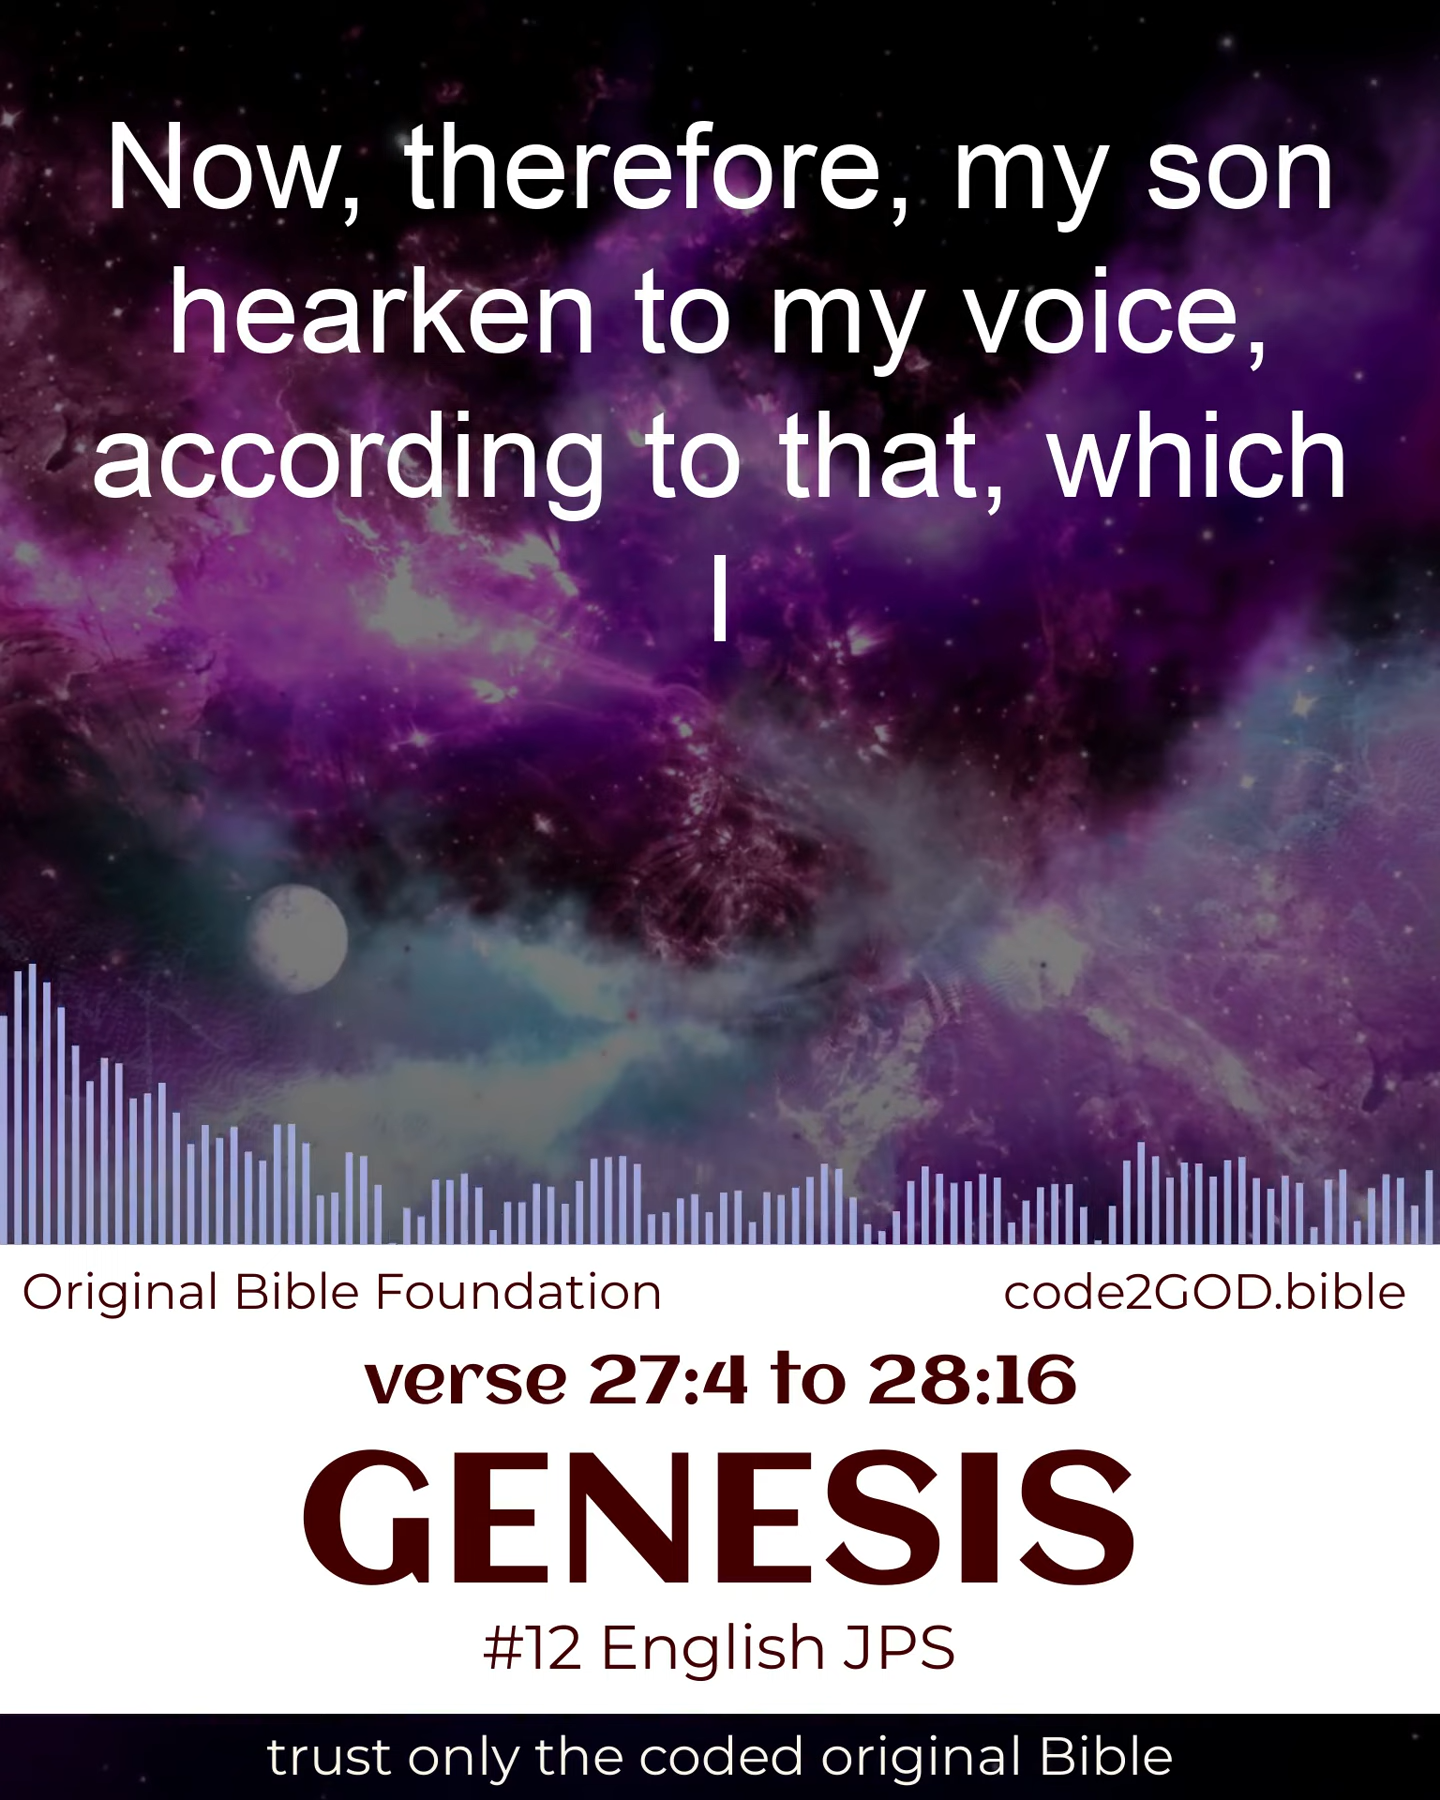 Now, therefore, my son
hearken to my voice,
according to that, which
I
Original Bible Foundation
code2GOD.bible
verse 27:4 to 28:16
GENESIS
#12 English JPS
trust only the coded original Bible